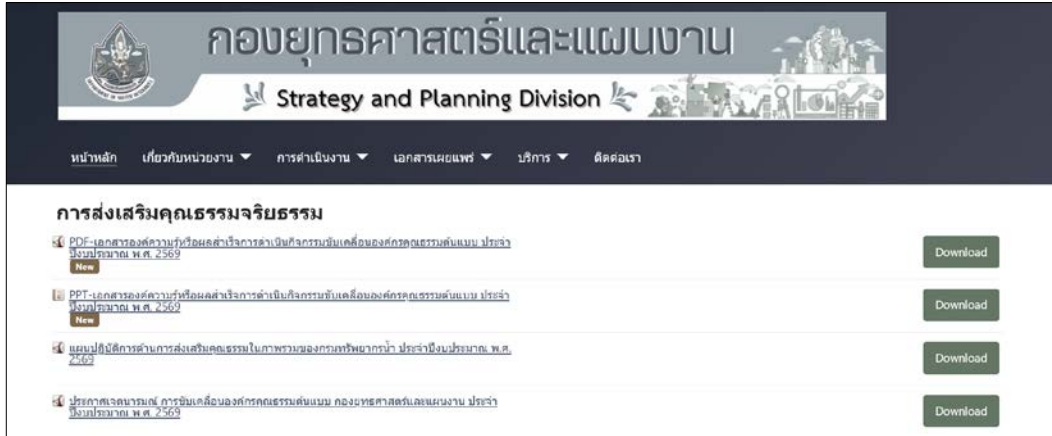 กองยุทธศาสตร์และแผนงาน
Strategy and Planning Division
หน้าหลัก เกี่ยวกับหน่วยงาน การดำเนินงาน เอกสารเผยแพร่ บริการ ติดต่อเรา
การส่งเสริมคุณธรรมจริยธรรม
PDF-เอกสารองค์ความรู้หรือผลสำเร็จการดำเนินกิจกรรมขับเคลื่อนองค์กรคุณธรรมต้นแบบ ประจำ
ปีงบประมาณ พ.ศ. 2569
Download
New
PPT-เอกสารองค์ความรู้หรือผลสำเร็จการดำเนินกิจกรรมขับเคลื่อนองค์กรคุณธรรมต้นแบบ ประจำ
ปีงบประมาณ พ.ศ. 2569
Download
New
แผนปฏิบัติการด้านการส่งเสริมคุณธรรมในภาพรวมของกรมทรัพยากรน้ำ ประจำปีงบประมาณ พ.ศ.
2569
Download
ประกาศเจตนารมณ์ การขับเคลื่อนองค์กรคุณธรรมต้นแบบ กองยุทธศาสตร์และแผนงาน ประจำ
ปีงบประมาณ พ.ศ. 2569
Download